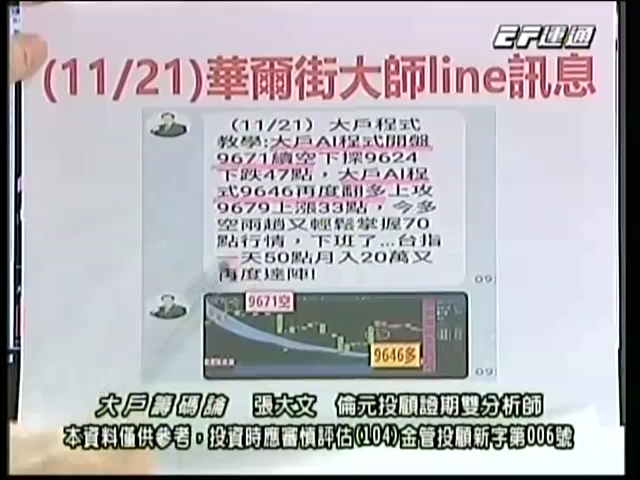 EF運通
(11/21)華爾街大師line訊息
（11/21）大戶程式
教學:大戶AI程式開盤
9671續空下探9624
下跌47點，大戶AI程
式9646再度翻多上攻
9679上漲33點，今多
空兩趟又輕鬆掌握70
點行情，下班了...台指
一天50點月入20萬又
再度達陣!
09:
9671空
9646多
09:
大戶籌碼論 張大文 倫元投顧證期雙分析師
本資料僅供參考，投資時應審慎評估(104)金管投顧新字第006號